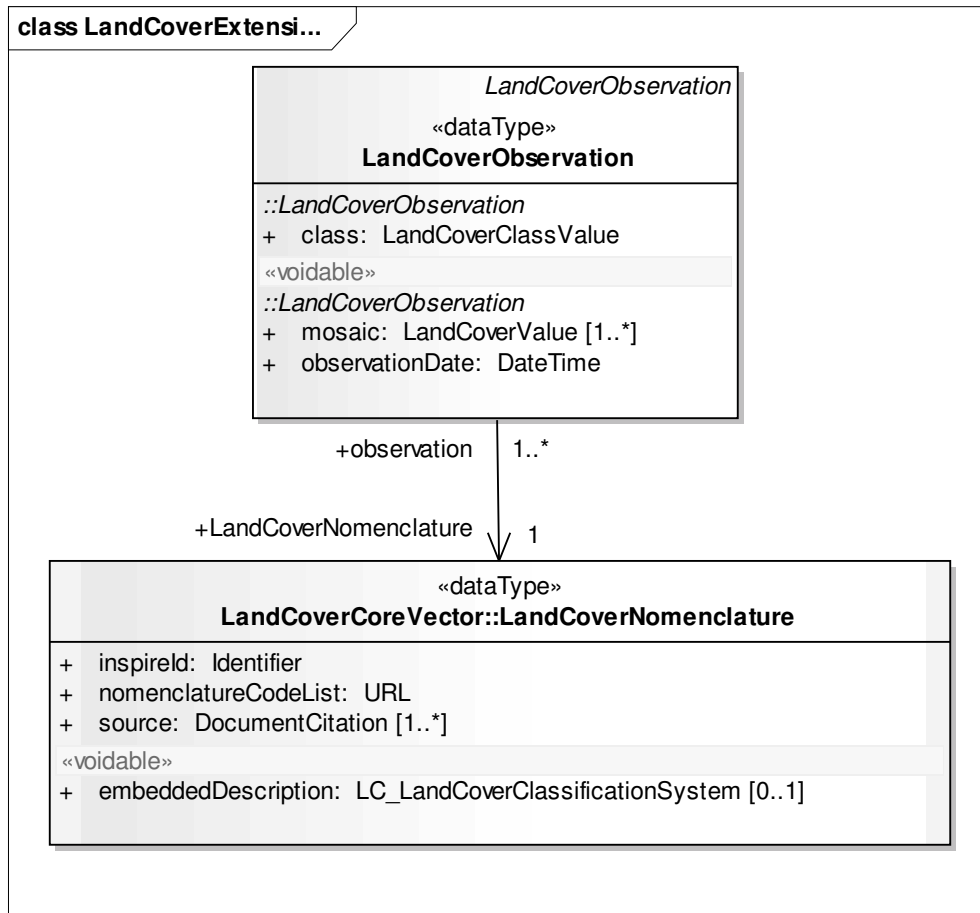 class LandCoverExtensi...
LandCoverObservation
«dataType»
LandCoverObservation
::LandCoverObservation
+ class: LandCoverClassValue
«voidable»
::LandCoverObservation
+ mosaic: LandCoverValue [1..*]
+ observationDate: DateTime
+observation 1..*
+LandCoverNomenclature 1
«dataType»
LandCoverCoreVector::LandCoverNomenclature
+ inspireId: Identifier
+ nomenclatureCodeList: URL
+ source: DocumentCitation [1..*]
«voidable»
+ embeddedDescription: LC_LandCoverClassificationSystem [0..1]